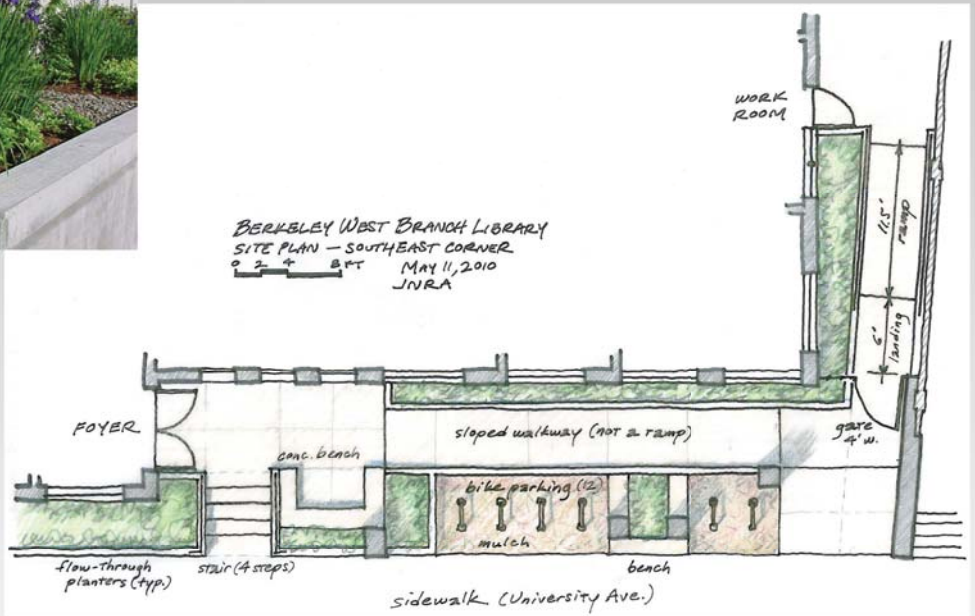 BERKELEY WEST BRANCH LIBRARY
SITE PLAN — SOUTHEAST CORNER
0 2 4 8 FT
MAY 11, 2010
JNRA
WORK
ROOM
11.5'
ramp
6'
landing
FOYER
conc. bench
sloped walkway (not a ramp)
gate
4' w.
bike parking (12)
mulch
flow-through
planters (typ.)
stair (4 steps)
bench
sidewalk (University Ave.)